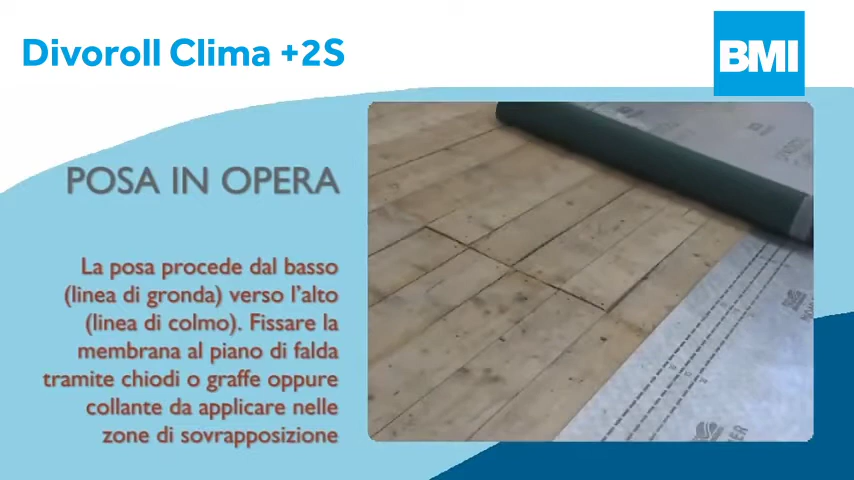 Divoroll Clima +2S
BMI
POSA IN OPERA
La posa procede dal basso
(linea di gronda) verso l'alto
(linea di colmo). Fissare la
membrana al piano di falda
tramite chiodi o graffe oppure
collante da applicare nelle
zone di sovrapposizione